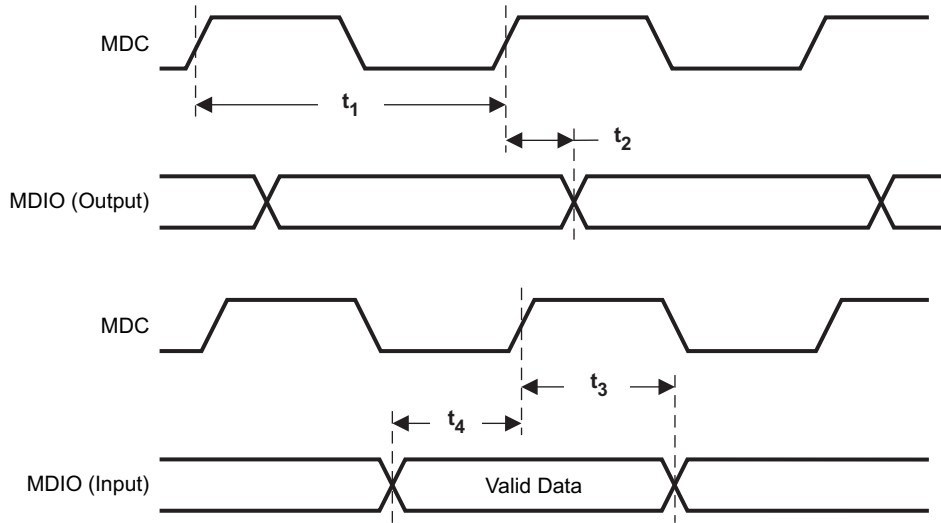 MDC
t1
t2
MDIO (Output)
MDC
t3
t4
MDIO (Input)
Valid Data